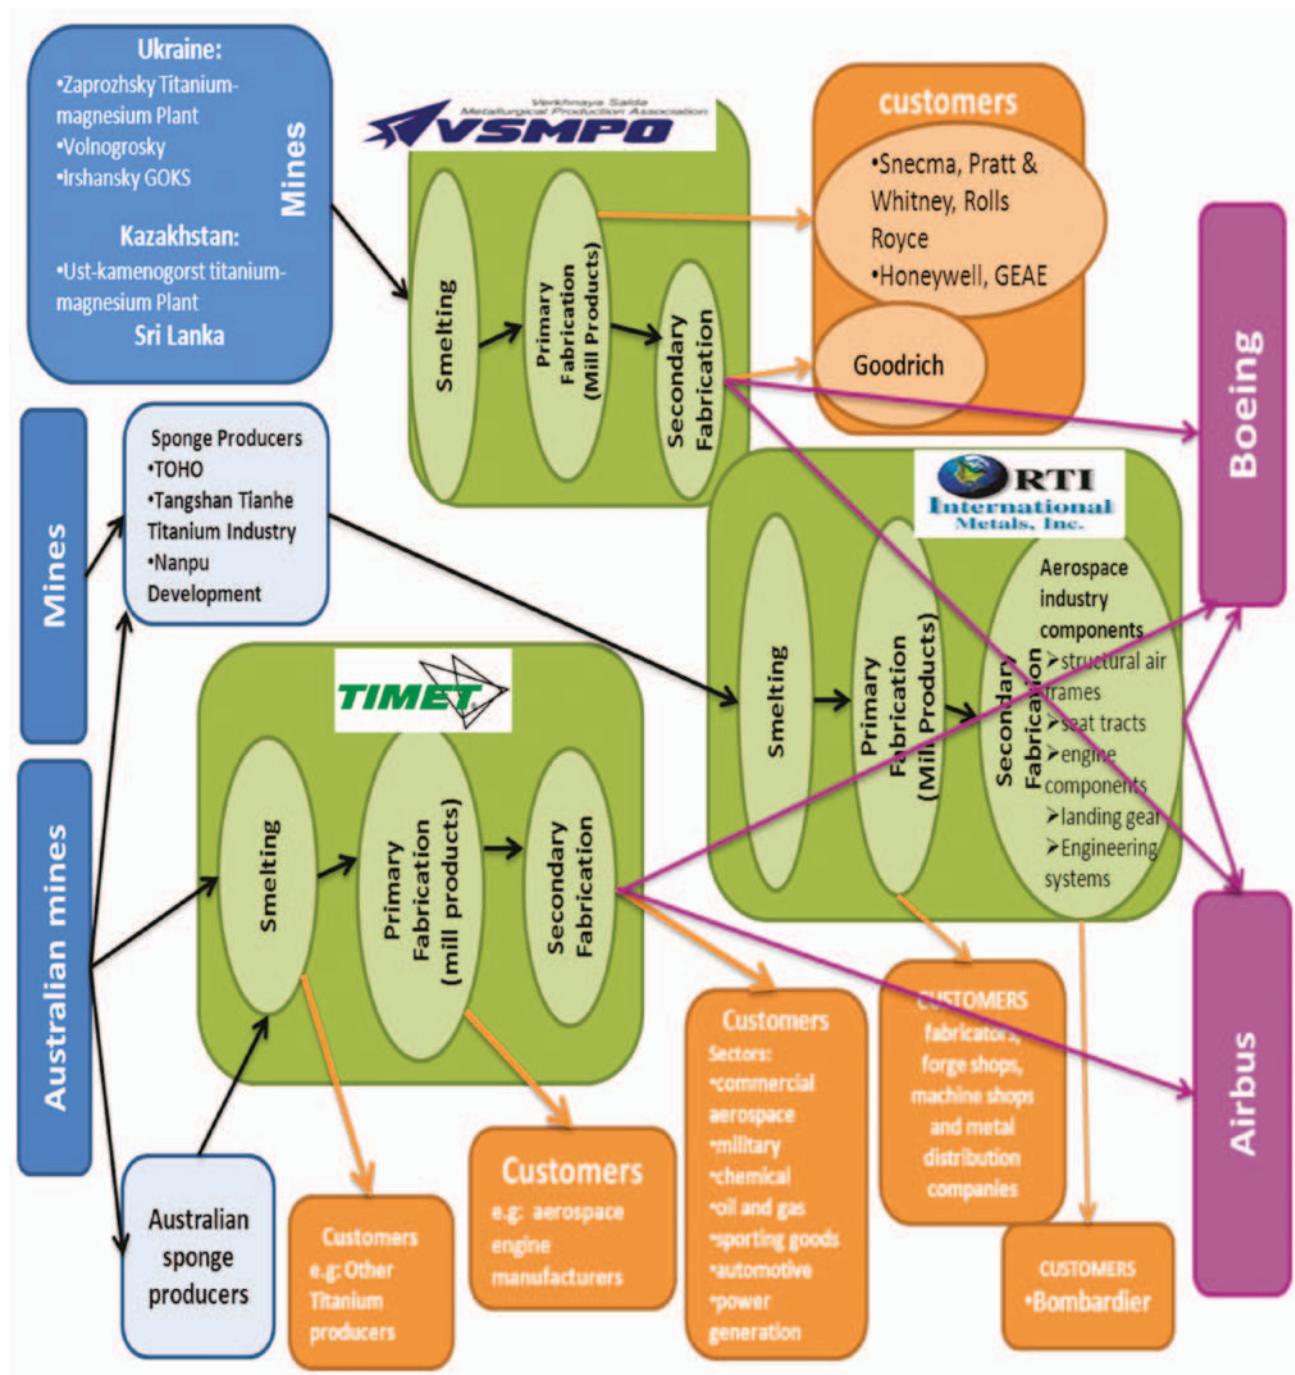 Ukraine:
•Zaprozhsky Titanium-
magnesium Plant
•Volnogrosky
•Irshansky GOKS
Mines
Kazakhstan:
•Ust-kamenogorst titanium-
magnesium Plant
Sri Lanka
Verkhnaya Salda
Metallurgical Production Association
VSMPO
Smelting
Primary
Fabrication
(Mill Products)
Secondary
Fabrication
customers
•Snecma, Pratt &
Whitney, Rolls
Royce
•Honeywell, GEAE
Goodrich
Boeing
Mines
Sponge Producers
•TOHO
•Tangshan Tianhe
Titanium Industry
•Nanpu
Development
RTI
International
Metals, Inc.
Smelting
Primary
Fabrication
(Mill Products)
Secondary
Fabrication
Aerospace
industry
components
➢structural air
frames
➢seat tracts
➢engine
components
➢landing gear
➢Engineering
systems
TIMET
Smelting
Primary
Fabrication
(mill products)
Secondary
Fabrication
Australian mines
Australian
sponge
producers
Customers
e.g: Other
Titanium
producers
Customers
e.g: aerospace
engine
manufacturers
Customers
Sectors:
•commercial
aerospace
•military
•chemical
•oil and gas
•sporting goods
•automotive
•power
generation
CUSTOMERS
fabricators,
forge shops,
machine shops
and metal
distribution
companies
CUSTOMERS
•Bombardier
Airbus